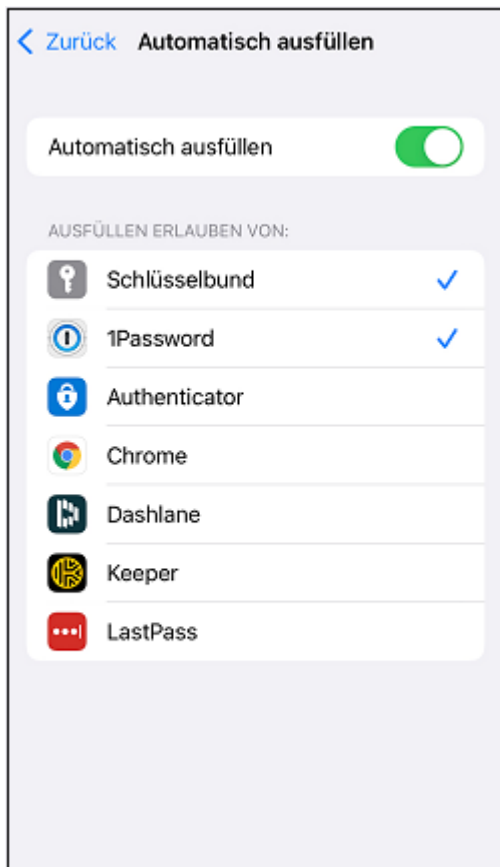 Zurück Automatisch ausfüllen
Automatisch ausfüllen
AUSFÜLLEN ERLAUBEN VON:
Schlüsselbund
1Password
Authenticator
Chrome
Dashlane
Keeper
LastPass